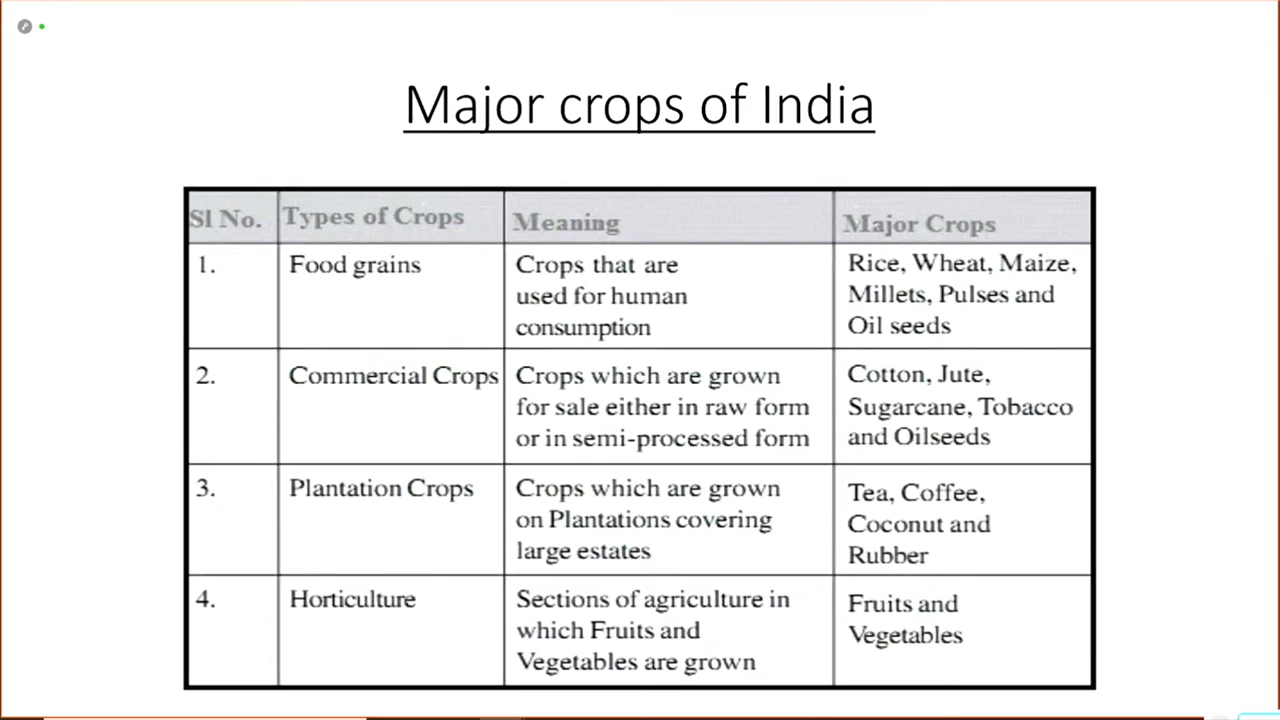 Major crops of India
Sl No. Types of Crops Meaning Major Crops
1. Food grains Crops that are Rice, Wheat, Maize,
used for human Millets, Pulses and
consumption Oil seeds
2. Commercial Crops Crops which are grown Cotton, Jute,
for sale either in raw form Sugarcane, Tobacco
or in semi-processed form and Oilseeds
3. Plantation Crops Crops which are grown Tea, Coffee,
on Plantations covering Coconut and
large estates Rubber
4. Horticulture Sections of agriculture in Fruits and
which Fruits and Vegetables
Vegetables are grown